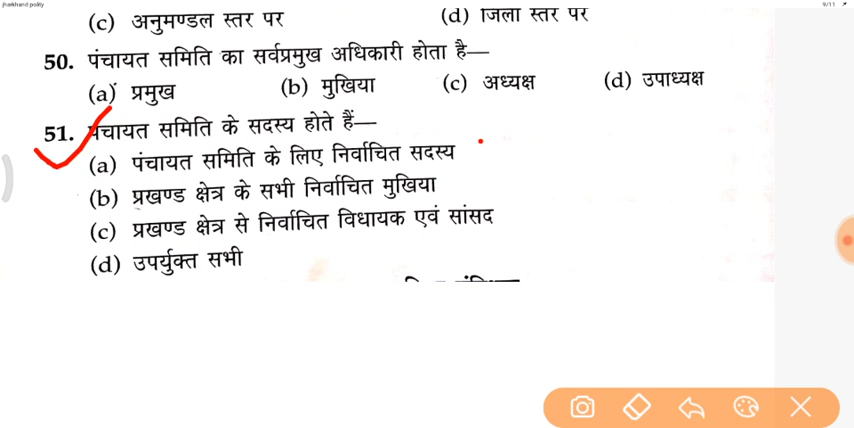 jharkhand polity
9/11
(c) अनुमण्डल स्तर पर (d) जिला स्तर पर
50. पंचायत समिति का सर्वप्रमुख अधिकारी होता है—
(a) प्रमुख (b) मुखिया (c) अध्यक्ष (d) उपाध्यक्ष
51. पंचायत समिति के सदस्य होते हैं—
(a) पंचायत समिति के लिए निर्वाचित सदस्य
(b) प्रखण्ड क्षेत्र के सभी निर्वाचित मुखिया
(c) प्रखण्ड क्षेत्र से निर्वाचित विधायक एवं सांसद
(d) उपर्युक्त सभी